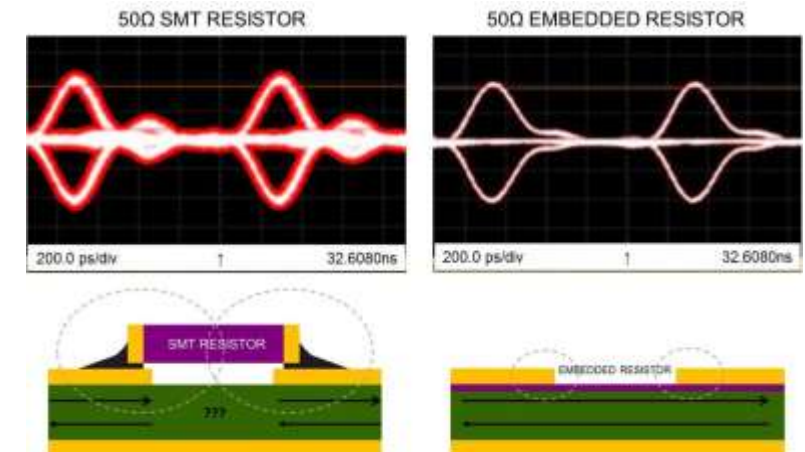 50Ω SMT RESISTOR
50Ω EMBEDDED RESISTOR
200.0 ps/div ↑ 32.6080ns
200.0 ps/div ↑ 32.6080ns
SMT RESISTOR
???
EMBEDDED RESISTOR